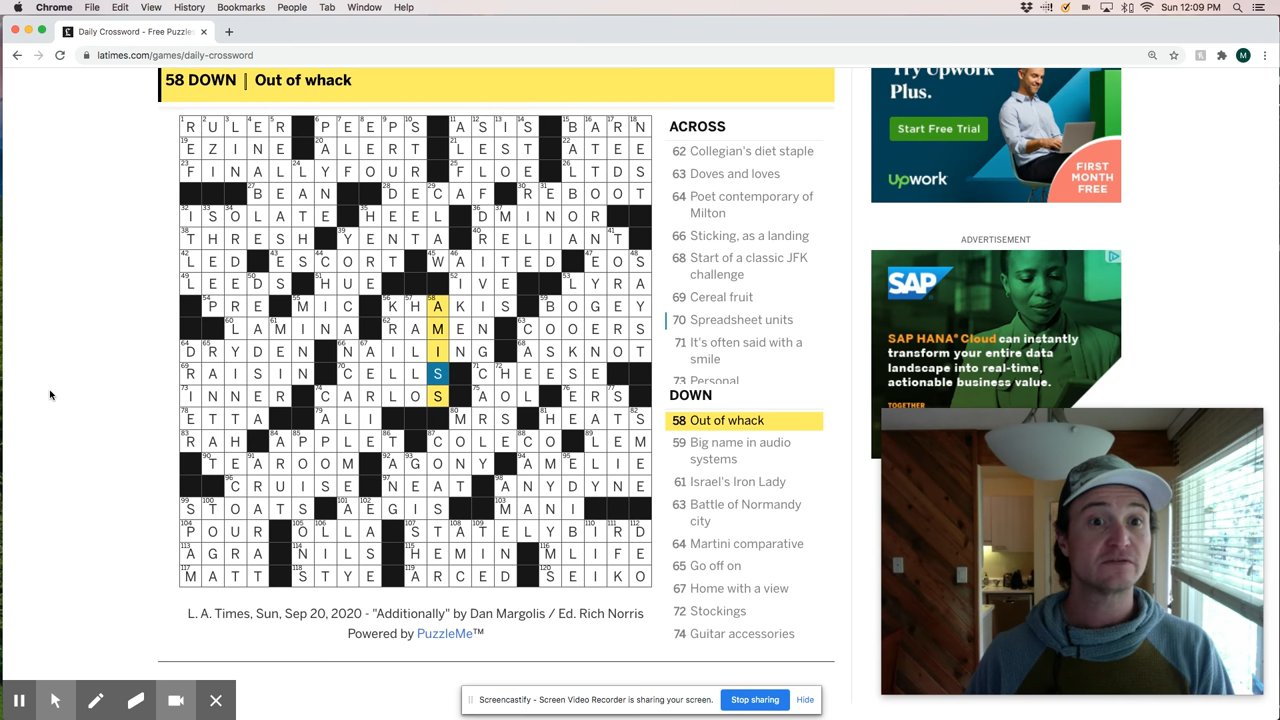 Chrome File Edit View History Bookmarks People Tab Window Help Sun 12:09 PM
Daily Crossword - Free Puzzles
latimes.com/games/daily-crossword M
58 DOWN | Out of whack
RULER PEEPS ASIS BARN
EZINE ALERT LEST ATEE
FINALLYFOUR FLOE LTDS
BEAN DECAF REBOOT
ISOLATE HEEL DMINOR
THRESH YENTA RELIANT
LED ESCORT WAITED EOS
LEEDS HUE IVE LYRA
PRE MIC KHAKIS BOGEY
LAMINA RAMEN COOERS
DRYDEN NAILING ASKNOT
RAISIN CELLS CHEESE
INNER CARLOS AOL ERS
ETTA ALI MRS HEATS
RAH APPLET COLECO LEM
TEAROOM AGONY AMELIE
CRUISE NEAT ANYDYNE
STOATS AEGIS MANI
POUR OLLA STATELYBIRD
AGRA NILS HEMIN MLIFE
MATT STYE ARCED SEIKO
L. A. Times, Sun, Sep 20, 2020 - "Additionally" by Dan Margolis / Ed. Rich Norris
Powered by PuzzleMe™
ACROSS
62 Collegian's diet staple
63 Doves and loves
64 Poet contemporary of
Milton
66 Sticking, as a landing
68 Start of a classic JFK
challenge
69 Cereal fruit
70 Spreadsheet units
71 It's often said with a
smile
73 Personal
DOWN
58 Out of whack
59 Big name in audio
systems
61 Israel's Iron Lady
63 Battle of Normandy
city
64 Martini comparative
65 Go off on
67 Home with a view
72 Stockings
74 Guitar accessories
Try Upwork
Plus.
Start Free Trial
Upwork
FIRST
MONTH
FREE
ADVERTISEMENT
SAP
SAP HANA® Cloud can instantly
transform your entire data
landscape into real-time,
actionable business value.
TOGETHER
Screencastify - Screen Video Recorder is sharing your screen. Stop sharing Hide